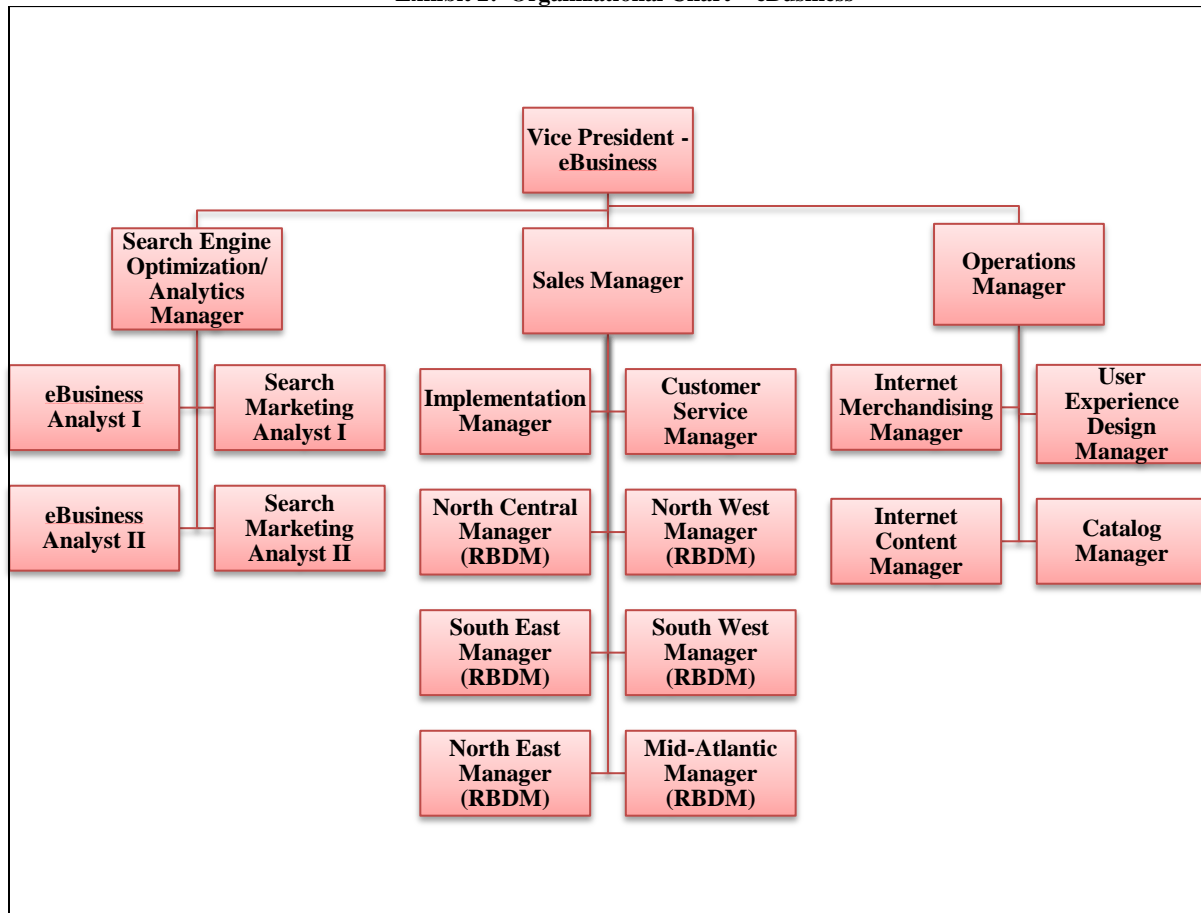 Vice President -
eBusiness
Search Engine
Optimization/
Analytics
Manager
Sales Manager
Operations
Manager
eBusiness
Analyst I
Search
Marketing
Analyst I
Implementation
Manager
Customer
Service
Manager
Internet
Merchandising
Manager
User
Experience
Design
Manager
eBusiness
Analyst II
Search
Marketing
Analyst II
North Central
Manager
(RBDM)
North West
Manager
(RBDM)
Internet
Content
Manager
Catalog
Manager
South East
Manager
(RBDM)
South West
Manager
(RBDM)
North East
Manager
(RBDM)
Mid-Atlantic
Manager
(RBDM)